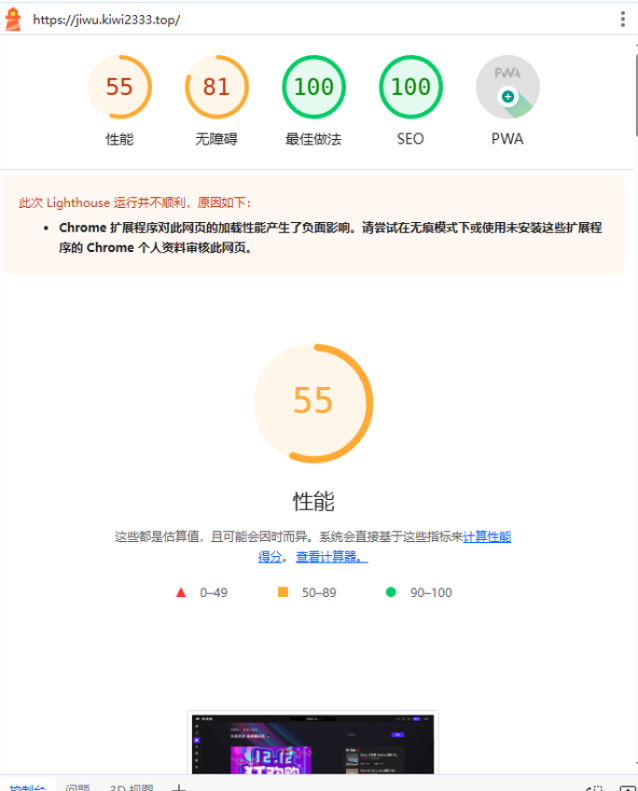 https://jiwu.kiwi2333.top/
55
81
100
100
PWA
性能
无障碍
最佳做法
SEO
PWA
此次 Lighthouse 运行并不顺利，原因如下：
Chrome 扩展程序对此网页的加载性能产生了负面影响。请尝试在无痕模式下或使用未安装这些扩展程
序的 Chrome 个人资料审核此网页。
55
性能
这些都是估算值，且可能会因时而异。系统会直接基于这些指标来计算性能
得分。查看计算器。
0–49
50–89
90–100
控制台
问题
3D 视图